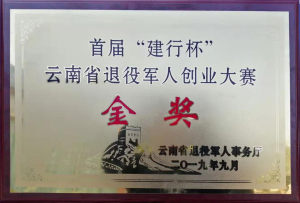 首届“建行杯”
云南省退役军人创业大赛
金奖
云南省退役军人事务厅
二〇一九年九月